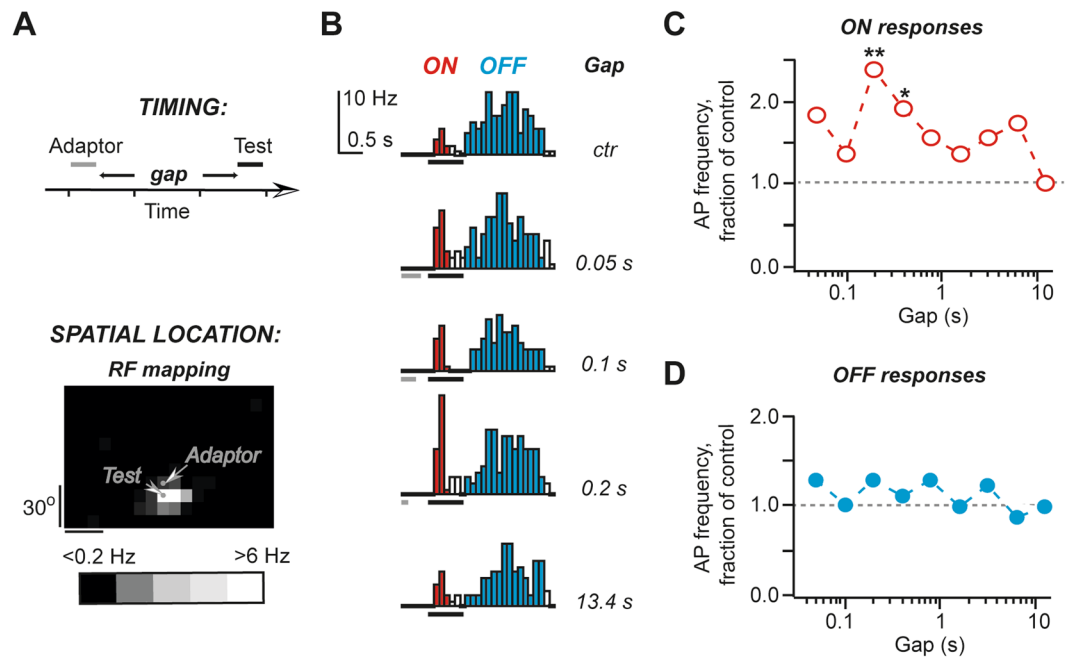 A
TIMING:
Adaptor
Test
gap
Time
SPATIAL LOCATION:
RF mapping
Test
Adaptor
30°
<0.2 Hz
>6 Hz
B
ON
OFF
Gap
10 Hz
0.5 s
ctr
0.05 s
0.1 s
0.2 s
13.4 s
C
ON responses
AP frequency,
fraction of control
2.0
1.0
0.0
**
*
0.1
1
10
Gap (s)
D
OFF responses
AP frequency,
fraction of control
2.0
1.0
0.0
0.1
1
10
Gap (s)